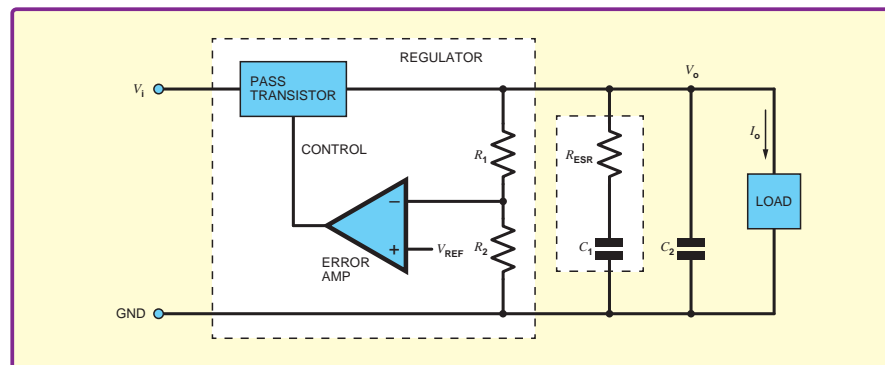 REGULATOR
PASS
TRANSISTOR
Vi
Vo
Io
CONTROL
R1
RESR
LOAD
−
+
VREF
R2
C1
C2
ERROR
AMP
GND